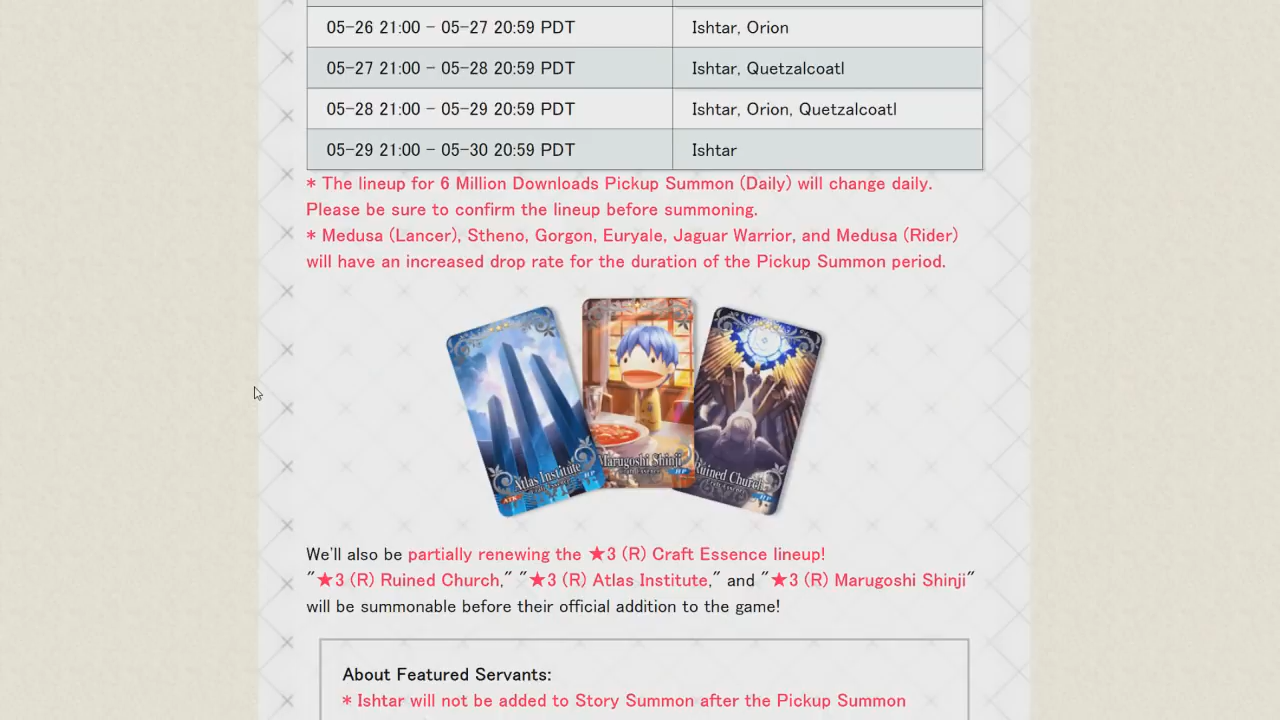 05-26 21:00 - 05-27 20:59 PDT Ishtar, Orion
05-27 21:00 - 05-28 20:59 PDT Ishtar, Quetzalcoatl
05-28 21:00 - 05-29 20:59 PDT Ishtar, Orion, Quetzalcoatl
05-29 21:00 - 05-30 20:59 PDT Ishtar
* The lineup for 6 Million Downloads Pickup Summon (Daily) will change daily.
Please be sure to confirm the lineup before summoning.
* Medusa (Lancer), Stheno, Gorgon, Euryale, Jaguar Warrior, and Medusa (Rider)
will have an increased drop rate for the duration of the Pickup Summon period.
Atlas Institute
ATK HP
Marugoshi Shinji
Craft Essence
HP
Ruined Church
HP
We'll also be partially renewing the ★3 (R) Craft Essence lineup!
"★3 (R) Ruined Church," "★3 (R) Atlas Institute," and "★3 (R) Marugoshi Shinji"
will be summonable before their official addition to the game!
About Featured Servants:
* Ishtar will not be added to Story Summon after the Pickup Summon